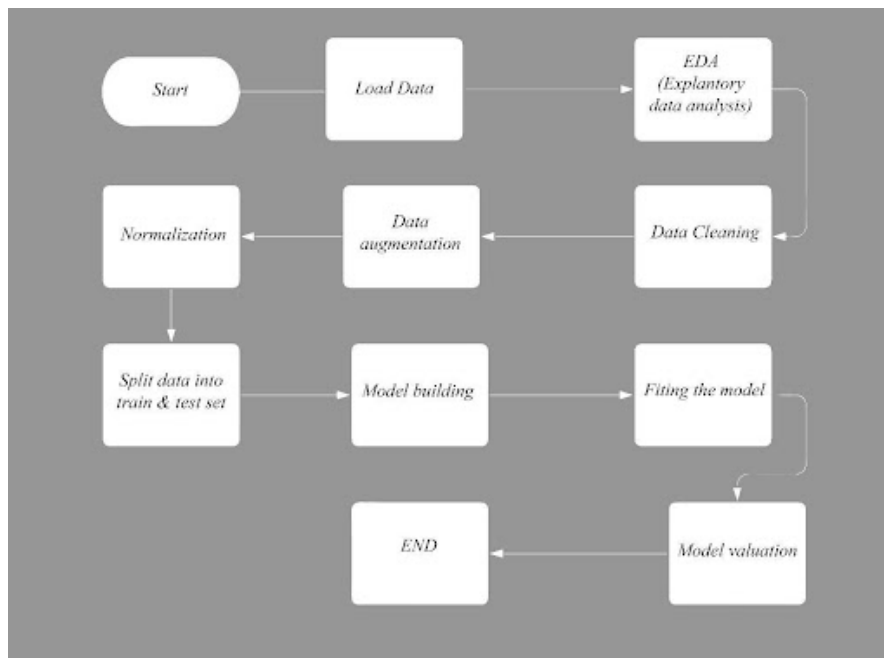 Start
Load Data
EDA
(Explantory
data analysis)
Normalization
Data
augmentation
Data Cleaning
Split data into
train & test set
Model building
Fiting the model
END
Model valuation